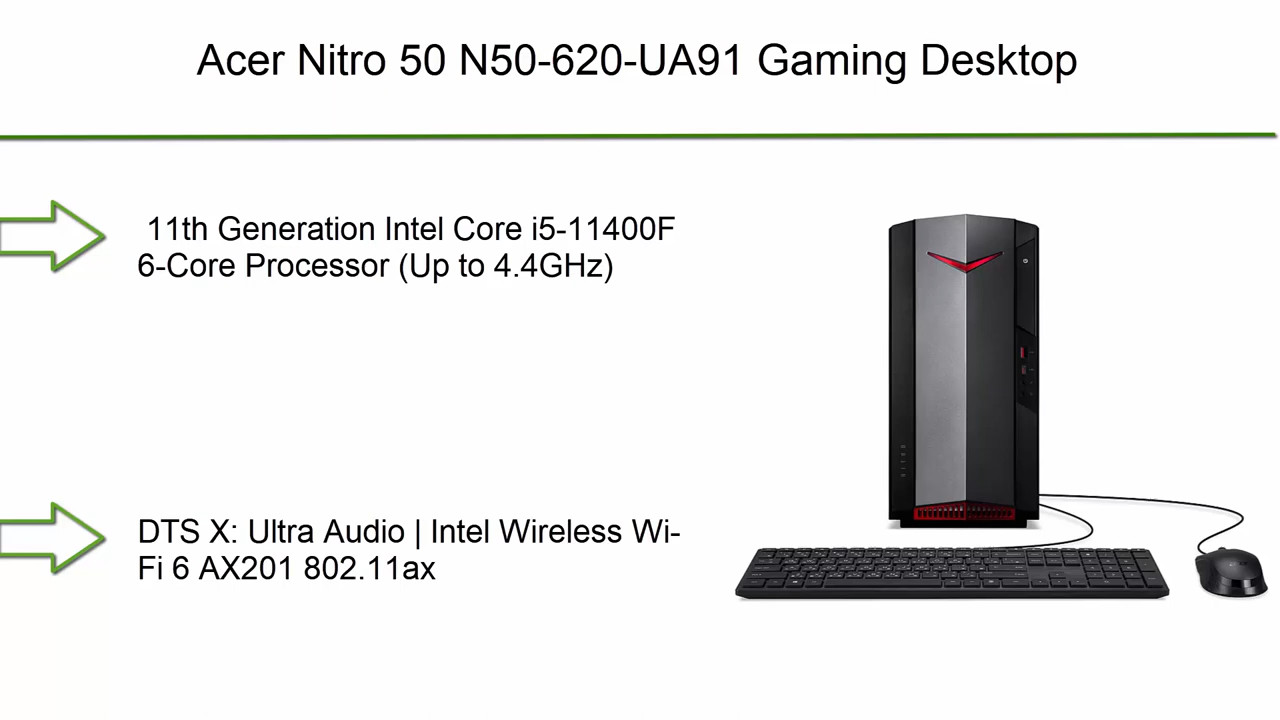 Acer Nitro 50 N50-620-UA91 Gaming Desktop
11th Generation Intel Core i5-11400F
6-Core Processor (Up to 4.4GHz)
DTS X: Ultra Audio | Intel Wireless Wi-
Fi 6 AX201 802.11ax
NITRO